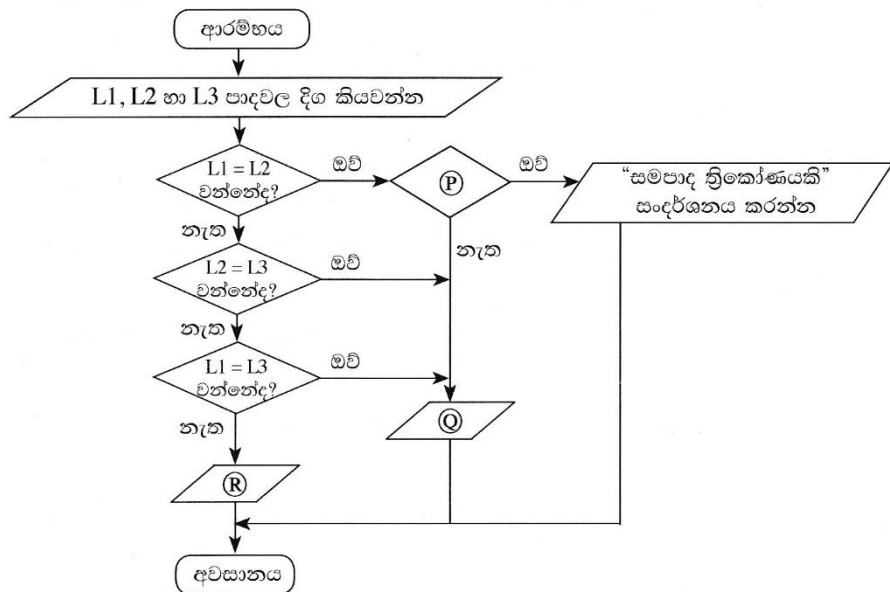 ආරම්භය
L1, L2 හා L3 පාදවල දිග කියවන්න
L1 = L2
වන්නේද?
ඔව්
P
ඔව්
“සමපාද ත්‍රිකෝණයකි”
සංදර්ශනය කරන්න
නැත
නැත
L2 = L3
වන්නේද?
ඔව්
නැත
L1 = L3
වන්නේද?
ඔව්
නැත
Q
R
අවසානය